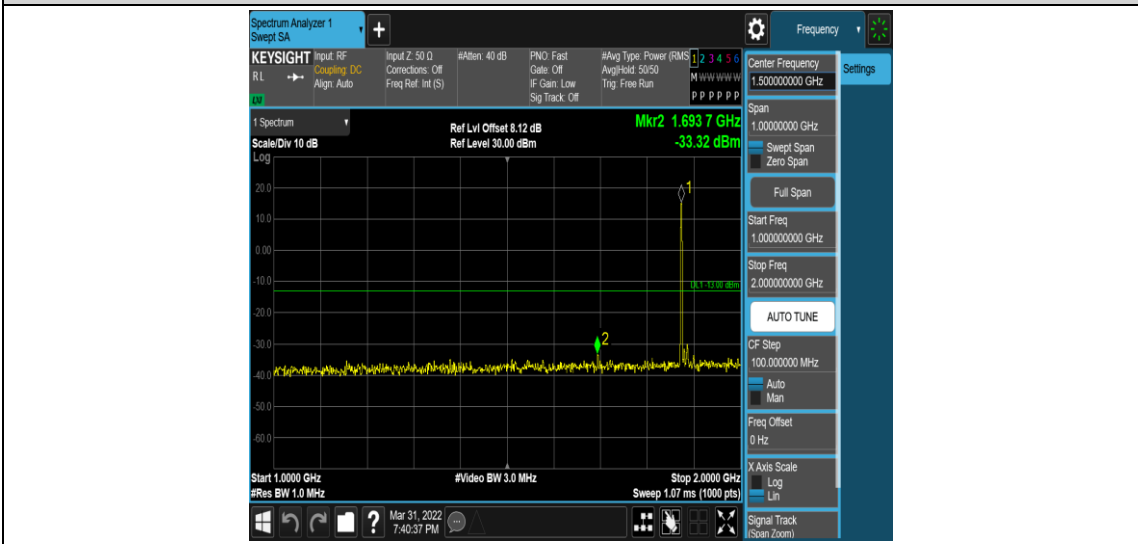 Spectrum Analyzer 1
Swept SA
+
Frequency
KEYSIGHT
RL
LXI
Input: RF
Coupling: DC
Align: Auto
Input Z: 50 Ω
Corrections: Off
Freq Ref: Int (S)
#Atten: 40 dB
PNO: Fast
Gate: Off
IF Gain: Low
Sig Track: Off
#Avg Type: Power (RMS
Avg|Hold: 50/50
Trig: Free Run
1 2 3 4 5 6
M W W W W W
P P P P P P
1 Spectrum
Scale/Div 10 dB
Log
Ref Lvl Offset 8.12 dB
Ref Level 30.00 dBm
Mkr2 1.693 7 GHz
-33.32 dBm
20.0
10.0
0.00
-10.0
-20.0
-30.0
-40.0
-50.0
-60.0
1
DL1 -13.00 dBm
2
Start 1.0000 GHz
#Res BW 1.0 MHz
#Video BW 3.0 MHz
Stop 2.0000 GHz
Sweep 1.07 ms (1000 pts)
?
Mar 31, 2022
7:40:37 PM
Center Frequency
1.500000000 GHz
Settings
Span
1.00000000 GHz
Swept Span
Zero Span
Full Span
Start Freq
1.000000000 GHz
Stop Freq
2.000000000 GHz
AUTO TUNE
CF Step
100.000000 MHz
Auto
Man
Freq Offset
0 Hz
X Axis Scale
Log
Lin
Signal Track
(Span Zoom)